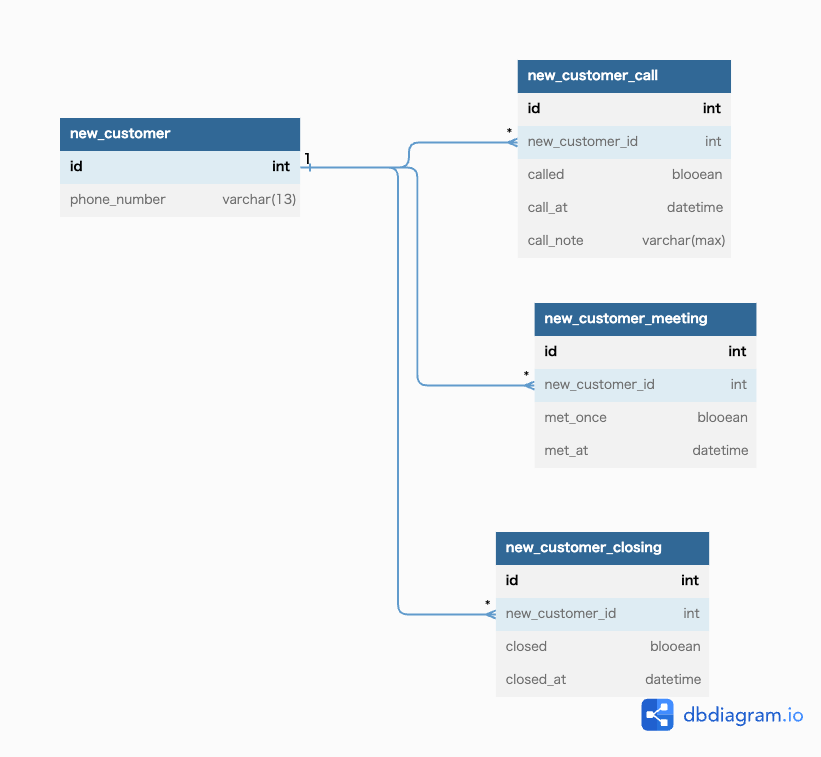 new_customer
id int
phone_number varchar(13)
1
*
new_customer_call
id int
new_customer_id int
called blooean
call_at datetime
call_note varchar(max)
*
new_customer_meeting
id int
new_customer_id int
met_once blooean
met_at datetime
*
new_customer_closing
id int
new_customer_id int
closed blooean
closed_at datetime
dbdiagram.io